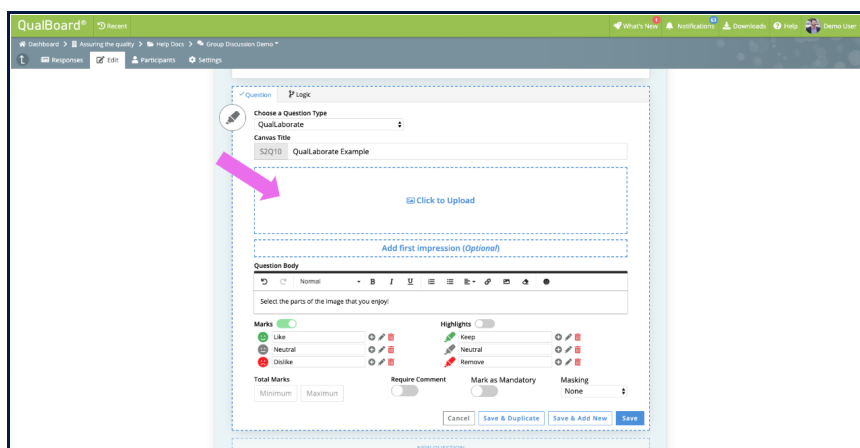 QualBoard® Recent What's New Notifications 63 Downloads Help Demo User
Dashboard > Assuring the quality > Help Docs > Group Discussion Demo
Responses Edit Participants Settings
Question Logic
Choose a Question Type
QualLaborate
Canvas Title
S2Q10 QualLaborate Example
Click to Upload
Add first impression (Optional)
Question Body
Normal B I U
Select the parts of the image that you enjoy!
Marks Highlights
Like Keep
Neutral Neutral
Dislike Remove
Total Marks Require Comment Mark as Mandatory Masking
Minimum Maximun None
Cancel Save & Duplicate Save & Add New Save
NEW QUESTION